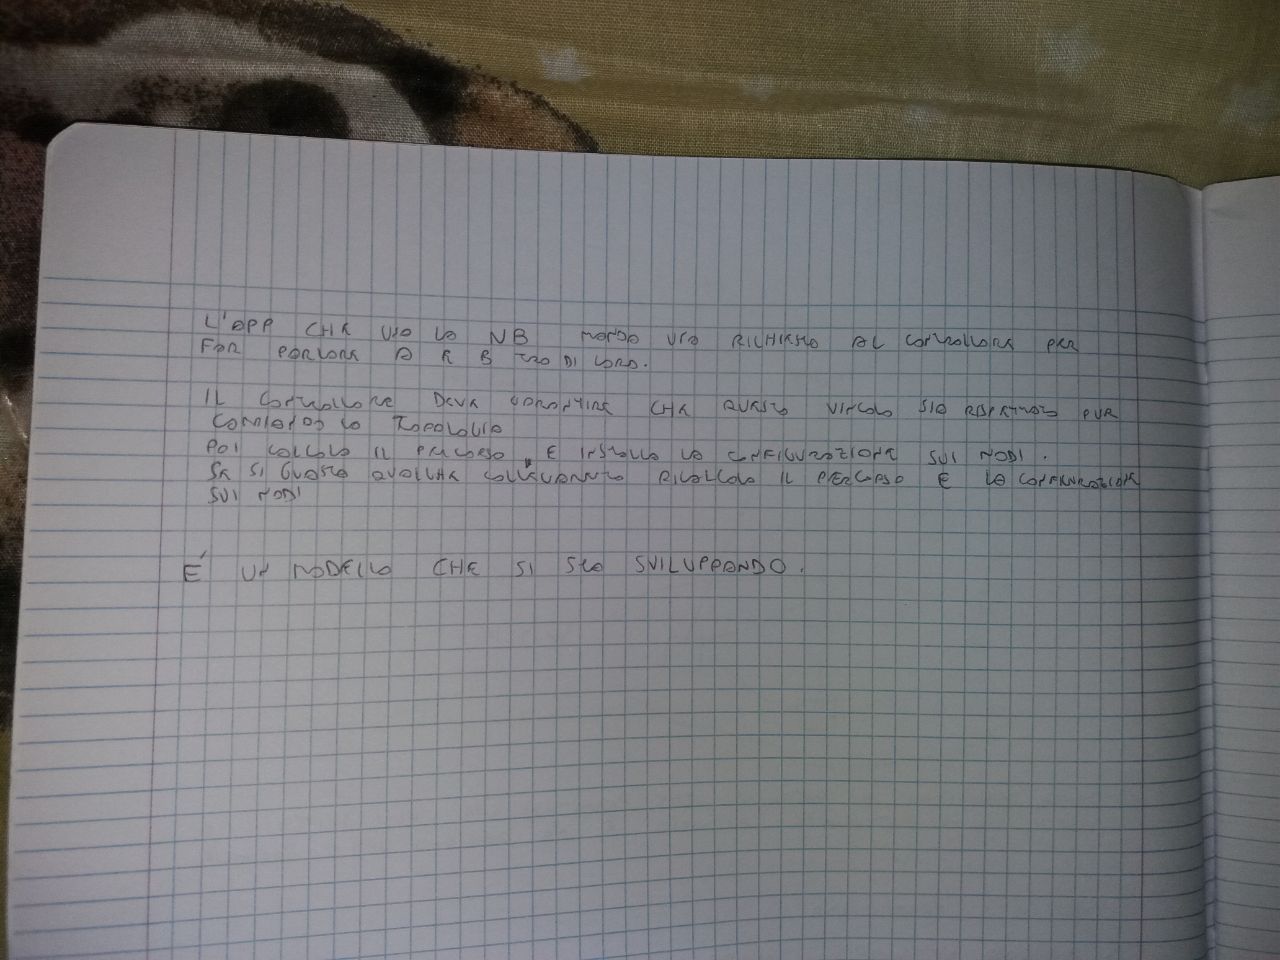 L'APP CHE USA LA NB MANDA UNA RICHIESTA AL CONTROLLORE PER
FAR PARLARE A E B TRA DI LORO.
IL CONTROLLORE DEVE GARANTIRE CHE QUESTO VINCOLO SIA RISPETTATO PUR
LA TOPOLOGIA
POI CALCOLA IL PERCORSO E INSTALLA LA CONFIGURAZIONE SUI NODI.
SE SI GUASTA QUALCHE COLLEGAMENTO RICALCOLA IL PERCORSO E LA CONFIGURAZIONE
SUI NODI
É UN MODELLO CHE SI STA SVILUPPANDO.